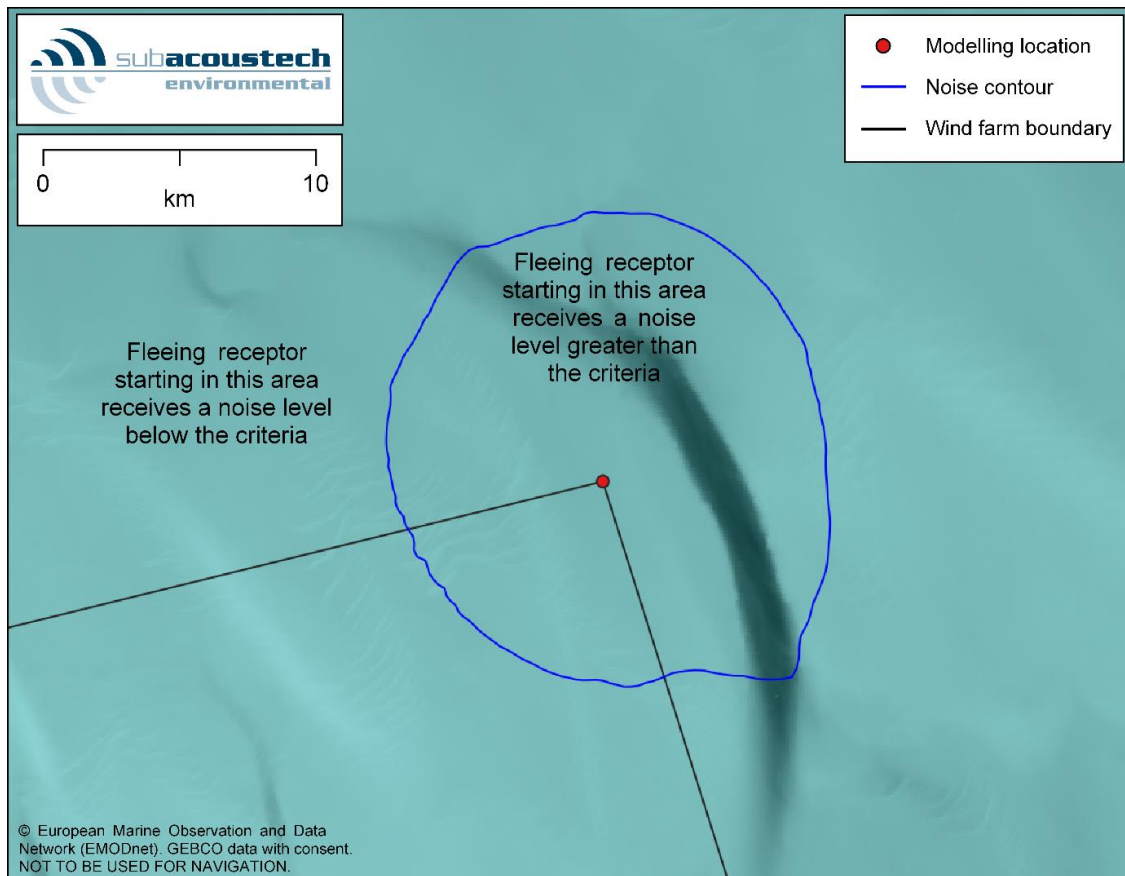 subacoustech
environmental
0 10
km
Modelling location
Noise contour
Wind farm boundary
Fleeing receptor
starting in this area
receives a noise
level greater than
the criteria
Fleeing receptor
starting in this area
receives a noise level
below the criteria
© European Marine Observation and Data
Network (EMODnet). GEBCO data with consent.
NOT TO BE USED FOR NAVIGATION.